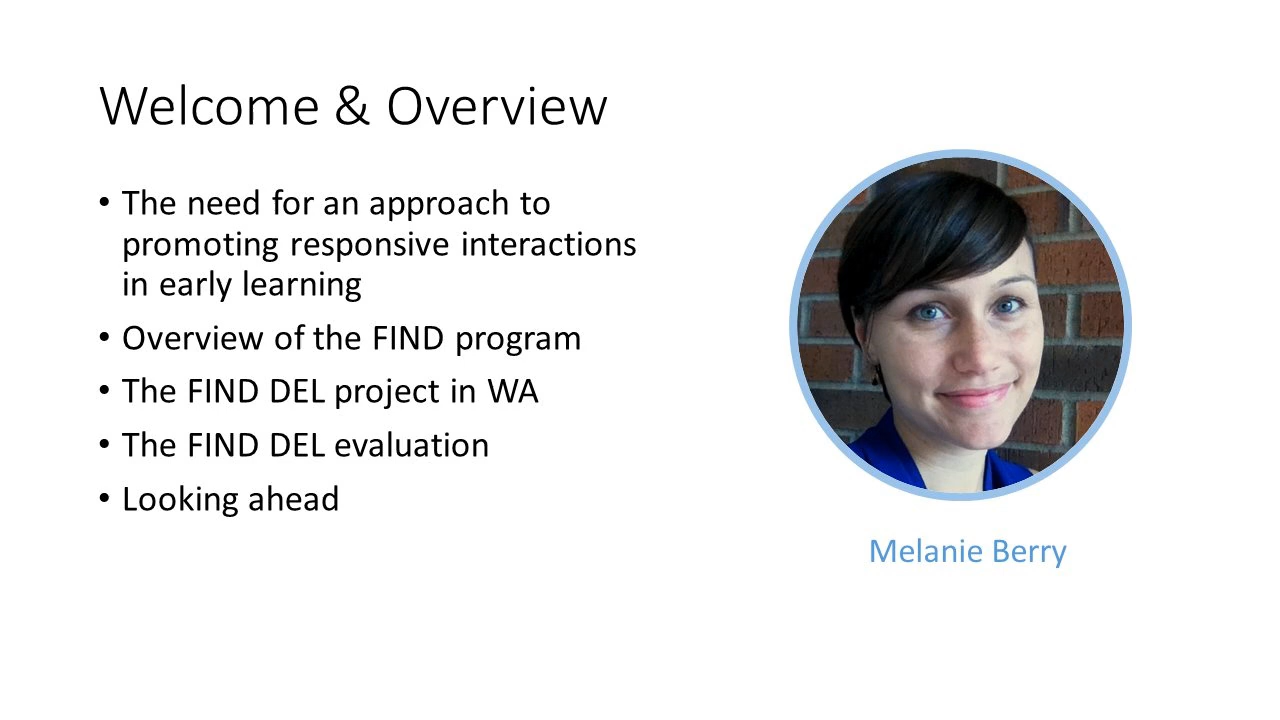 Welcome & Overview
• The need for an approach to
promoting responsive interactions
in early learning
• Overview of the FIND program
• The FIND DEL project in WA
• The FIND DEL evaluation
• Looking ahead
Melanie Berry